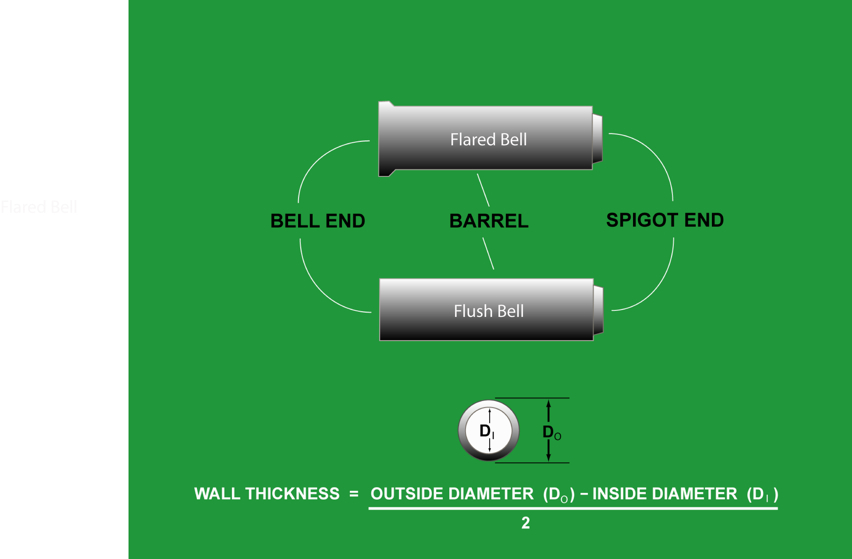 Flared Bell
Flared Bell
BELL END BARREL SPIGOT END
Flush Bell
DI DO
WALL THICKNESS = OUTSIDE DIAMETER (DO) – INSIDE DIAMETER (DI)
2